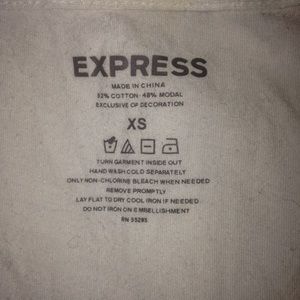 EXPRESS
MADE IN CHINA
52% COTTON· 48% MODAL
EXCLUSIVE OF DECORATION
XS
TURN GARMENT INSIDE OUT
HAND WASH COLD SEPARATELY
ONLY NON-CHLORINE BLEACH WHEN NEEDED
REMOVE PROMPTLY
LAY FLAT TO DRY COOL IRON IF NEEDED
DO NOT IRON ON EMBELLISHMENT
RN 55285